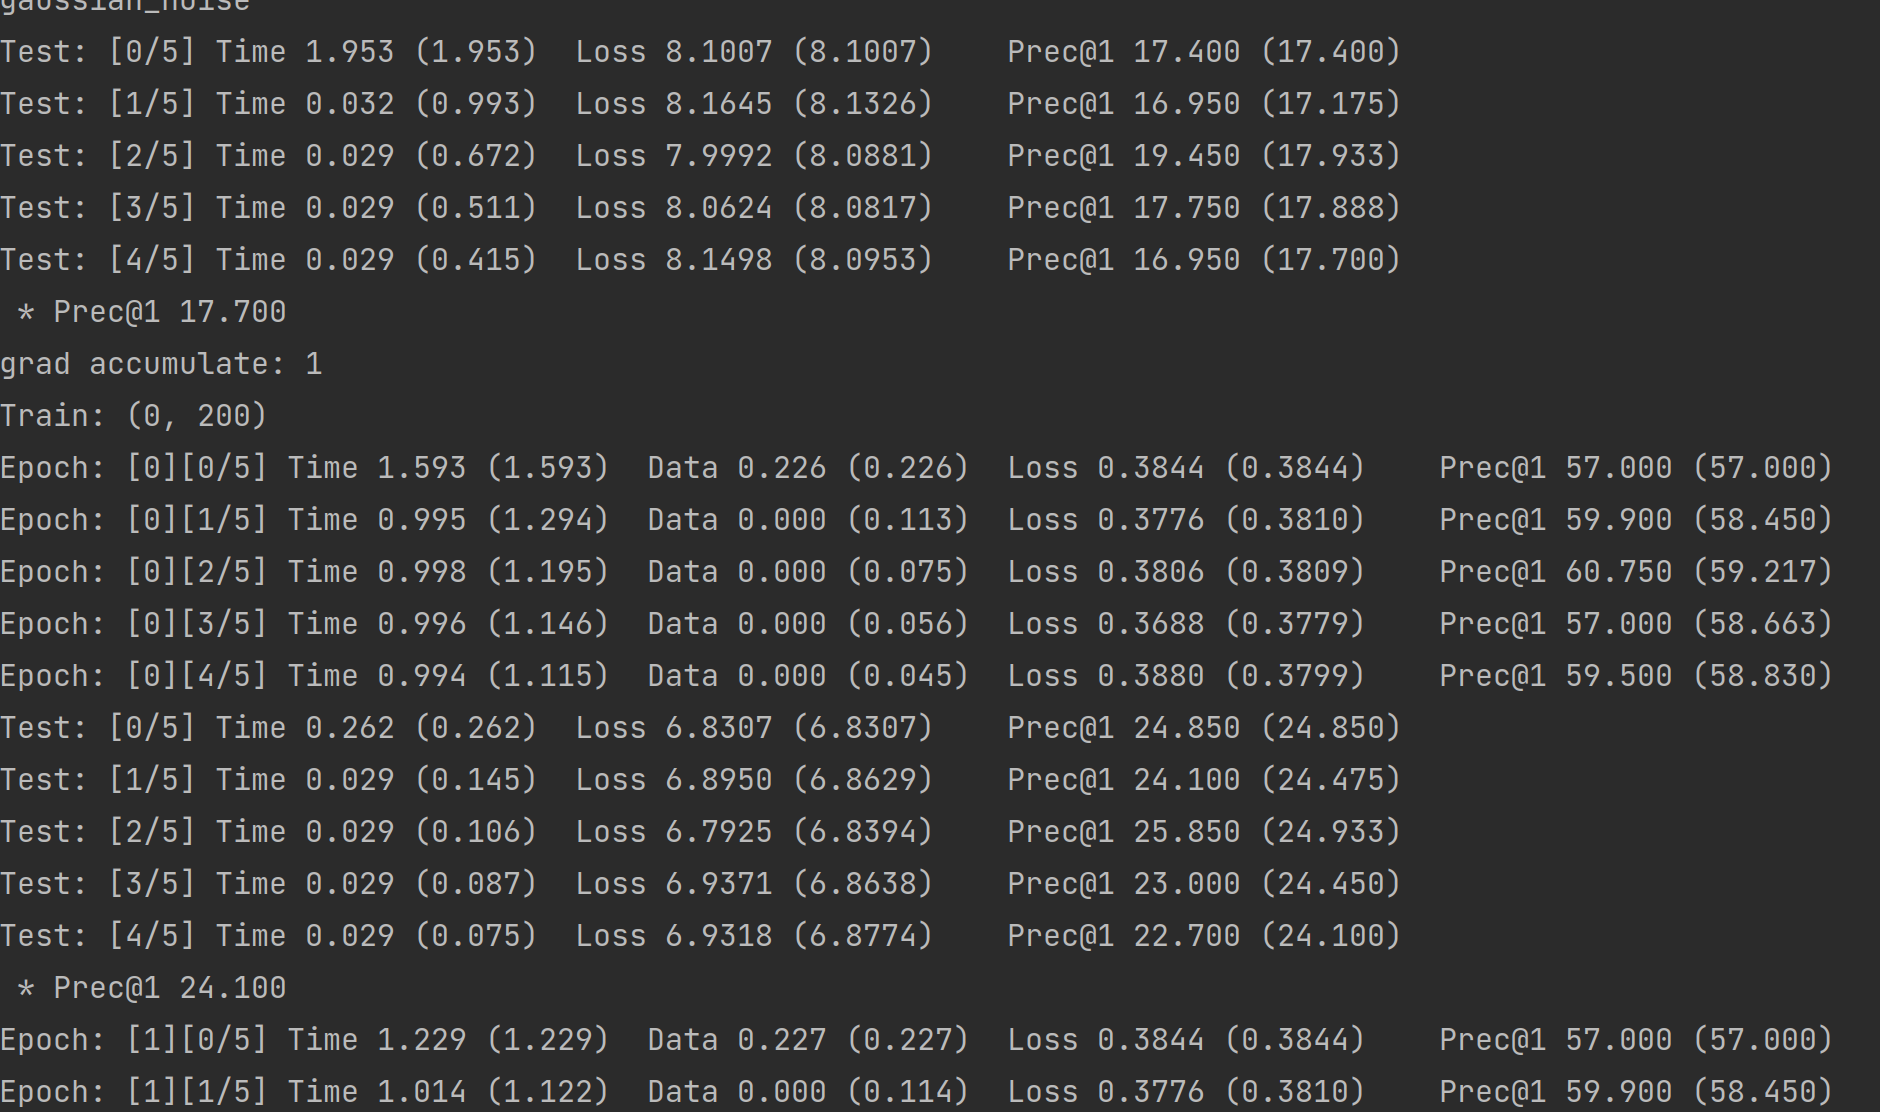 gaussian_noise
Test: [0/5] Time 1.953 (1.953)  Loss 8.1007 (8.1007)    Prec@1 17.400 (17.400)
Test: [1/5] Time 0.032 (0.993)  Loss 8.1645 (8.1326)    Prec@1 16.950 (17.175)
Test: [2/5] Time 0.029 (0.672)  Loss 7.9992 (8.0881)    Prec@1 19.450 (17.933)
Test: [3/5] Time 0.029 (0.511)  Loss 8.0624 (8.0817)    Prec@1 17.750 (17.888)
Test: [4/5] Time 0.029 (0.415)  Loss 8.1498 (8.0953)    Prec@1 16.950 (17.700)
 * Prec@1 17.700
grad accumulate: 1
Train: (0, 200)
Epoch: [0][0/5] Time 1.593 (1.593)  Data 0.226 (0.226)  Loss 0.3844 (0.3844)    Prec@1 57.000 (57.000)
Epoch: [0][1/5] Time 0.995 (1.294)  Data 0.000 (0.113)  Loss 0.3776 (0.3810)    Prec@1 59.900 (58.450)
Epoch: [0][2/5] Time 0.998 (1.195)  Data 0.000 (0.075)  Loss 0.3806 (0.3809)    Prec@1 60.750 (59.217)
Epoch: [0][3/5] Time 0.996 (1.146)  Data 0.000 (0.056)  Loss 0.3688 (0.3779)    Prec@1 57.000 (58.663)
Epoch: [0][4/5] Time 0.994 (1.115)  Data 0.000 (0.045)  Loss 0.3880 (0.3799)    Prec@1 59.500 (58.830)
Test: [0/5] Time 0.262 (0.262)  Loss 6.8307 (6.8307)    Prec@1 24.850 (24.850)
Test: [1/5] Time 0.029 (0.145)  Loss 6.8950 (6.8629)    Prec@1 24.100 (24.475)
Test: [2/5] Time 0.029 (0.106)  Loss 6.7925 (6.8394)    Prec@1 25.850 (24.933)
Test: [3/5] Time 0.029 (0.087)  Loss 6.9371 (6.8638)    Prec@1 23.000 (24.450)
Test: [4/5] Time 0.029 (0.075)  Loss 6.9318 (6.8774)    Prec@1 22.700 (24.100)
 * Prec@1 24.100
Epoch: [1][0/5] Time 1.229 (1.229)  Data 0.227 (0.227)  Loss 0.3844 (0.3844)    Prec@1 57.000 (57.000)
Epoch: [1][1/5] Time 1.014 (1.122)  Data 0.000 (0.114)  Loss 0.3776 (0.3810)    Prec@1 59.900 (58.450)